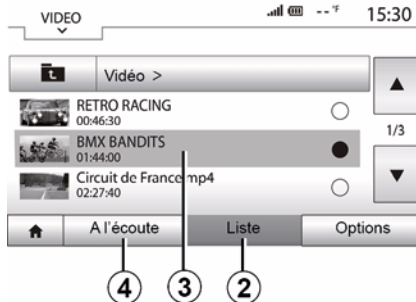 VIDEO
--°F
15:30
Vidéo >
RETRO RACING
00:46:30
BMX BANDITS
01:44:00
1/3
Circuit de France.mp4
02:27:40
A l'écoute
Liste
Options
4
3
2